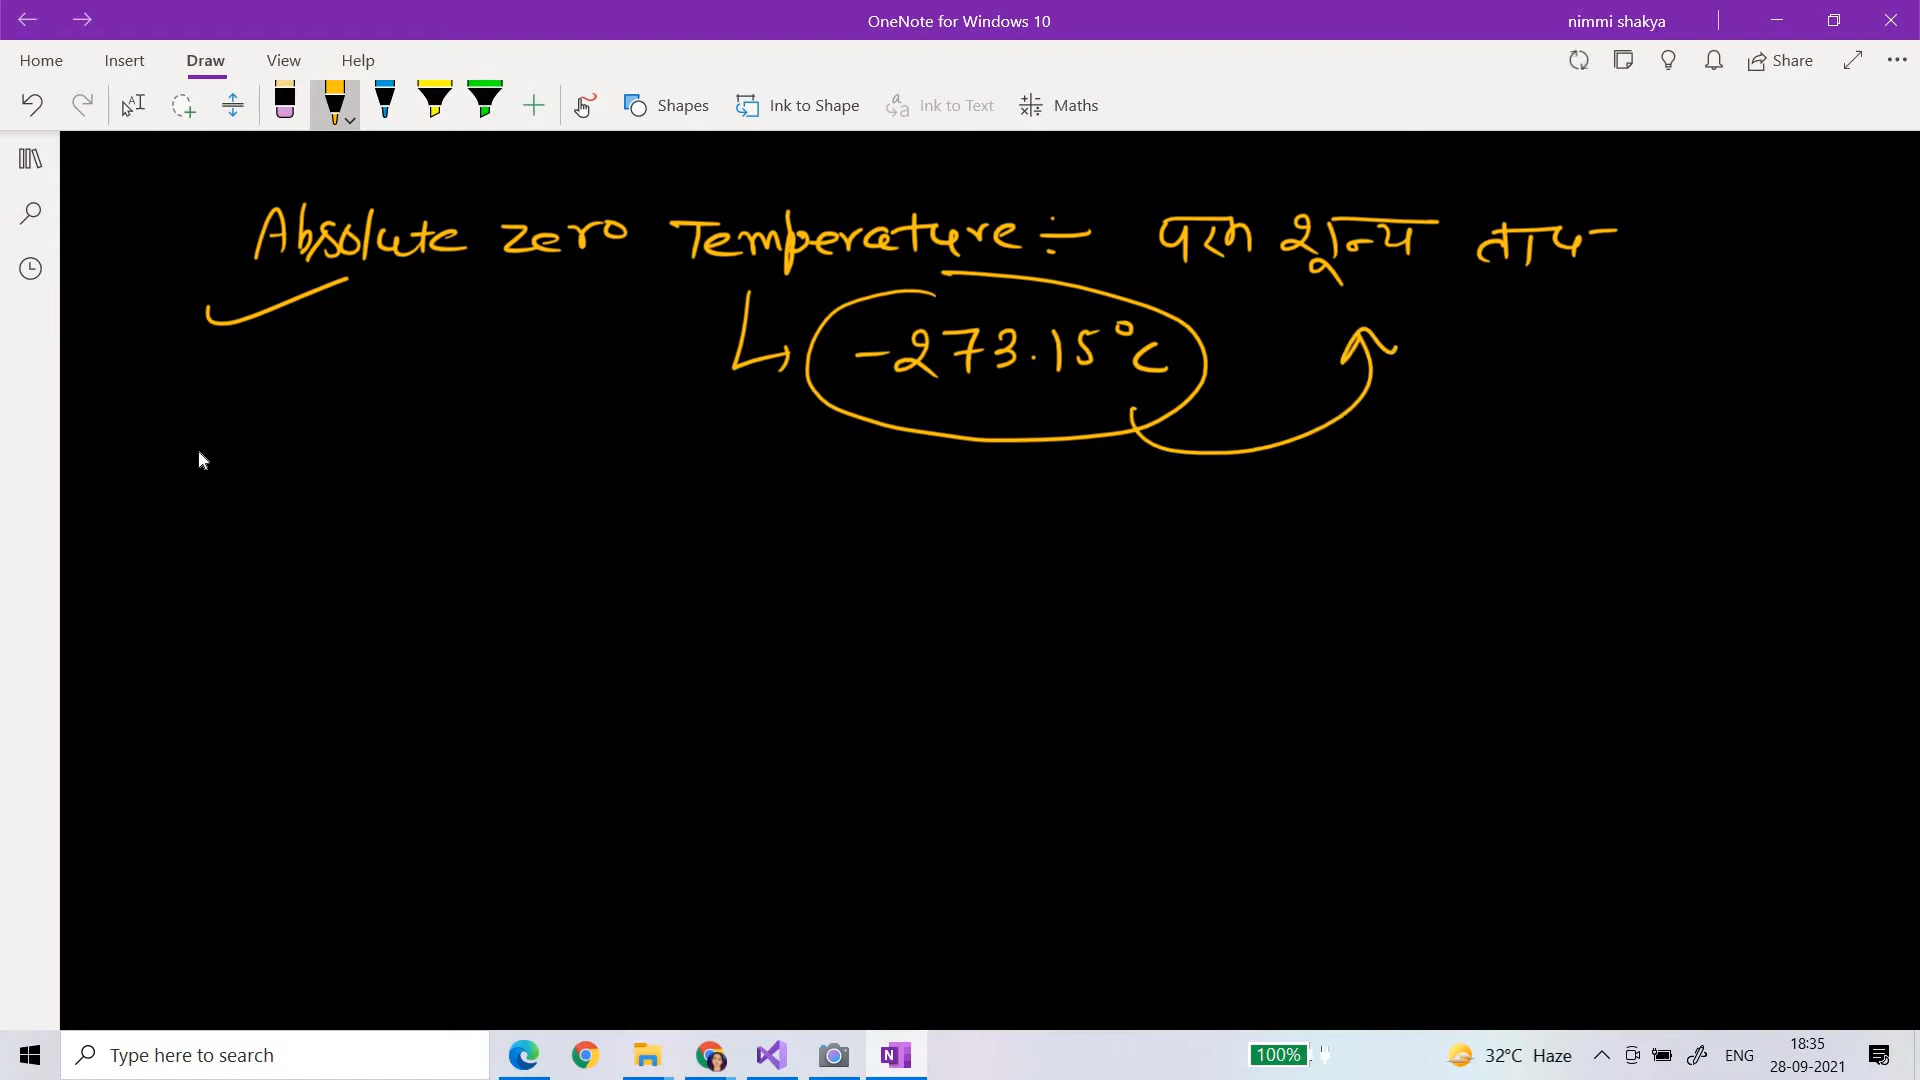 OneNote for Windows 10
nimmi shakya
Home Insert Draw View Help
Share
Shapes Ink to Shape Ink to Text Maths
Absolute zero Temperature :- परम शून्य ताप
-273.15°C
Type here to search
100%
32°C Haze
ENG
18:35
28-09-2021